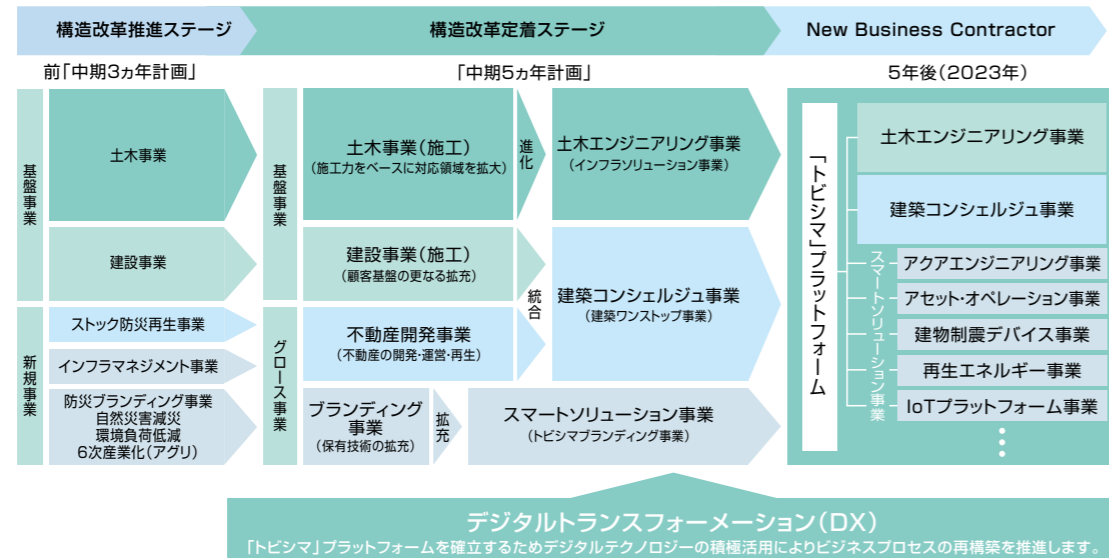 構造改革推進ステージ
構造改革定着ステージ
New Business Contractor
前「中期3ヵ年計画」
「中期5ヵ年計画」
5年後(2023年)
基盤事業
土木事業
建設事業
新規事業
ストック防災再生事業
インフラマネジメント事業
防災ブランディング事業
自然災害減災
環境負荷低減
6次産業化(アグリ)
基盤事業
土木事業(施工)
(施工力をベースに対応領域を拡大)
進化
土木エンジニアリング事業
(インフラソリューション事業)
建設事業(施工)
(顧客基盤の更なる拡充)
統合
建築コンシェルジュ事業
(建築ワンストップ事業)
グロース事業
不動産開発事業
(不動産の開発・運営・再生)
ブランディング
事業
(保有技術の拡充)
拡充
スマートソリューション事業
(トビシマブランディング事業)
「トビシマ」プラットフォーム
土木エンジニアリング事業
建築コンシェルジュ事業
スマートソリューション事業
アクアエンジニアリング事業
アセット・オペレーション事業
建物制震デバイス事業
再生エネルギー事業
IoTプラットフォーム事業
デジタルトランスフォーメーション(DX)
「トビシマ」プラットフォームを確立するためデジタルテクノロジーの積極活用によりビジネスプロセスの再構築を推進します。